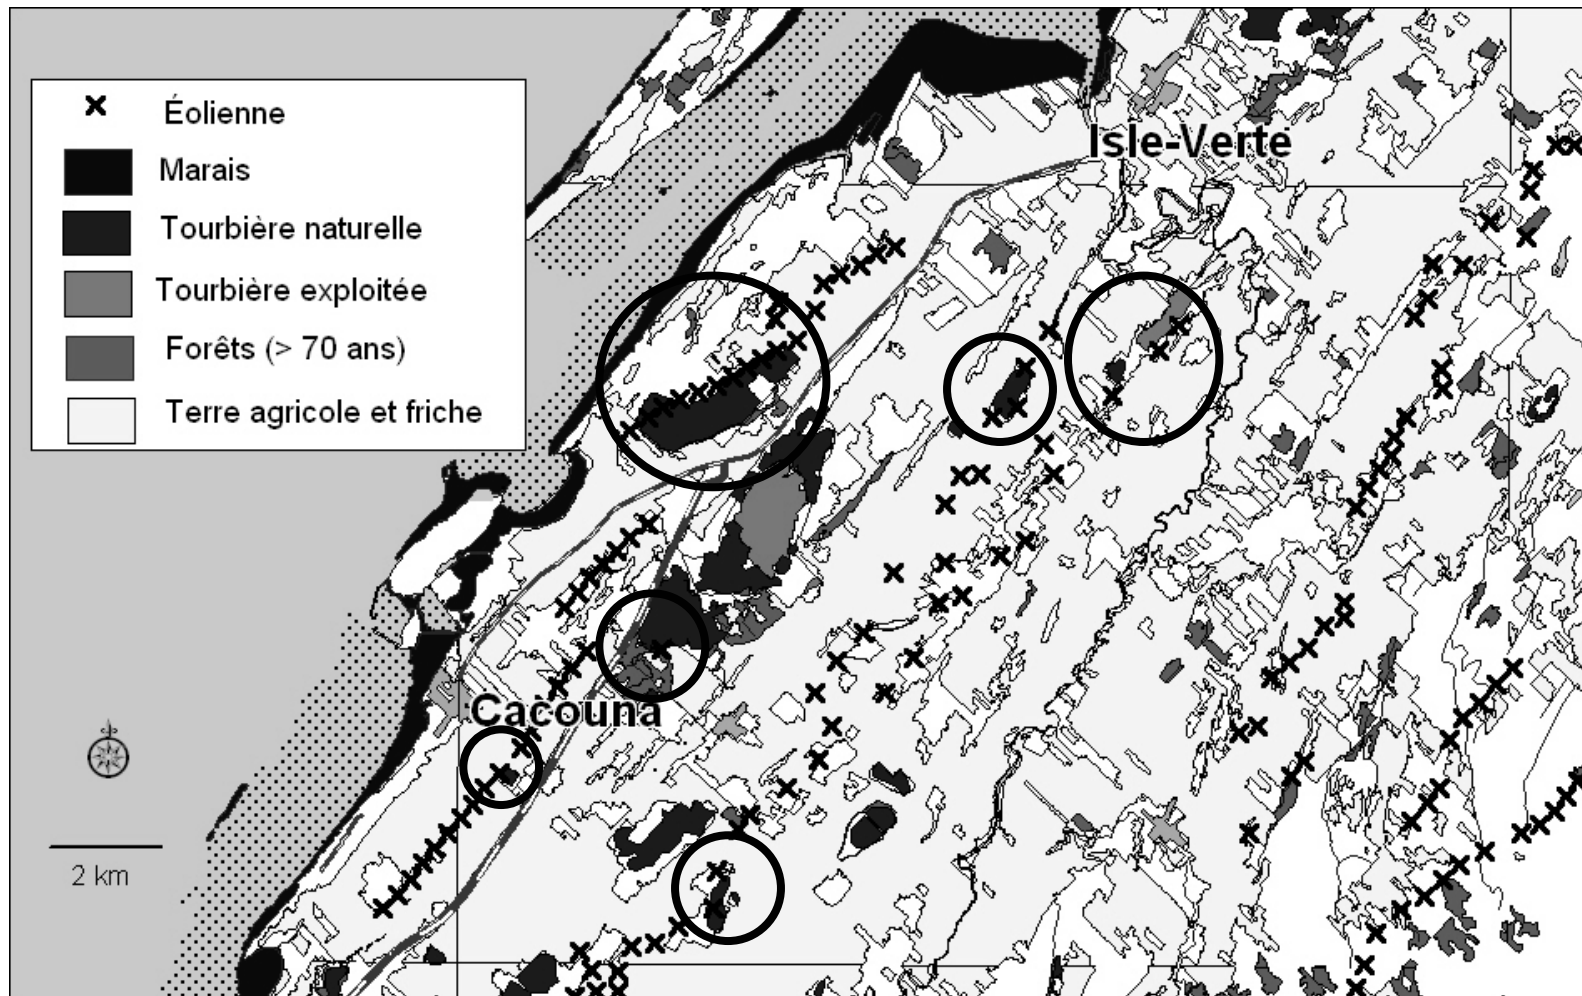 Éolienne
Marais
Tourbière naturelle
Tourbière exploitée
Forêts (> 70 ans)
Terre agricole et friche
Isle-Verte
Cacouna
2 km